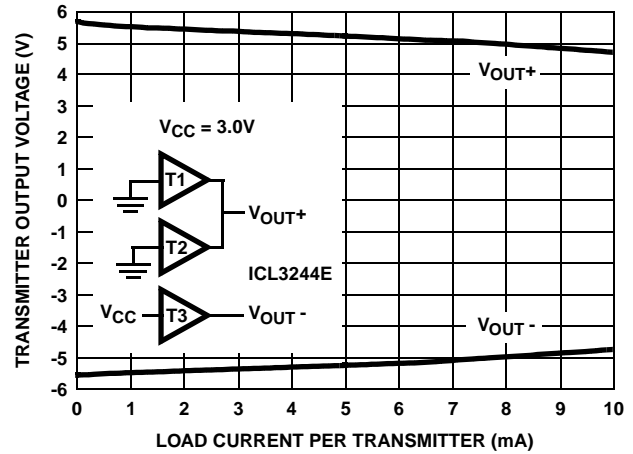 TRANSMITTER OUTPUT VOLTAGE (V)
6
5
4
3
2
1
0
-1
-2
-3
-4
-5
-6
VOUT+
VCC = 3.0V
T1
VOUT+
T2
ICL3244E
VCC
T3
VOUT -
VOUT -
0 1 2 3 4 5 6 7 8 9 10
LOAD CURRENT PER TRANSMITTER (mA)